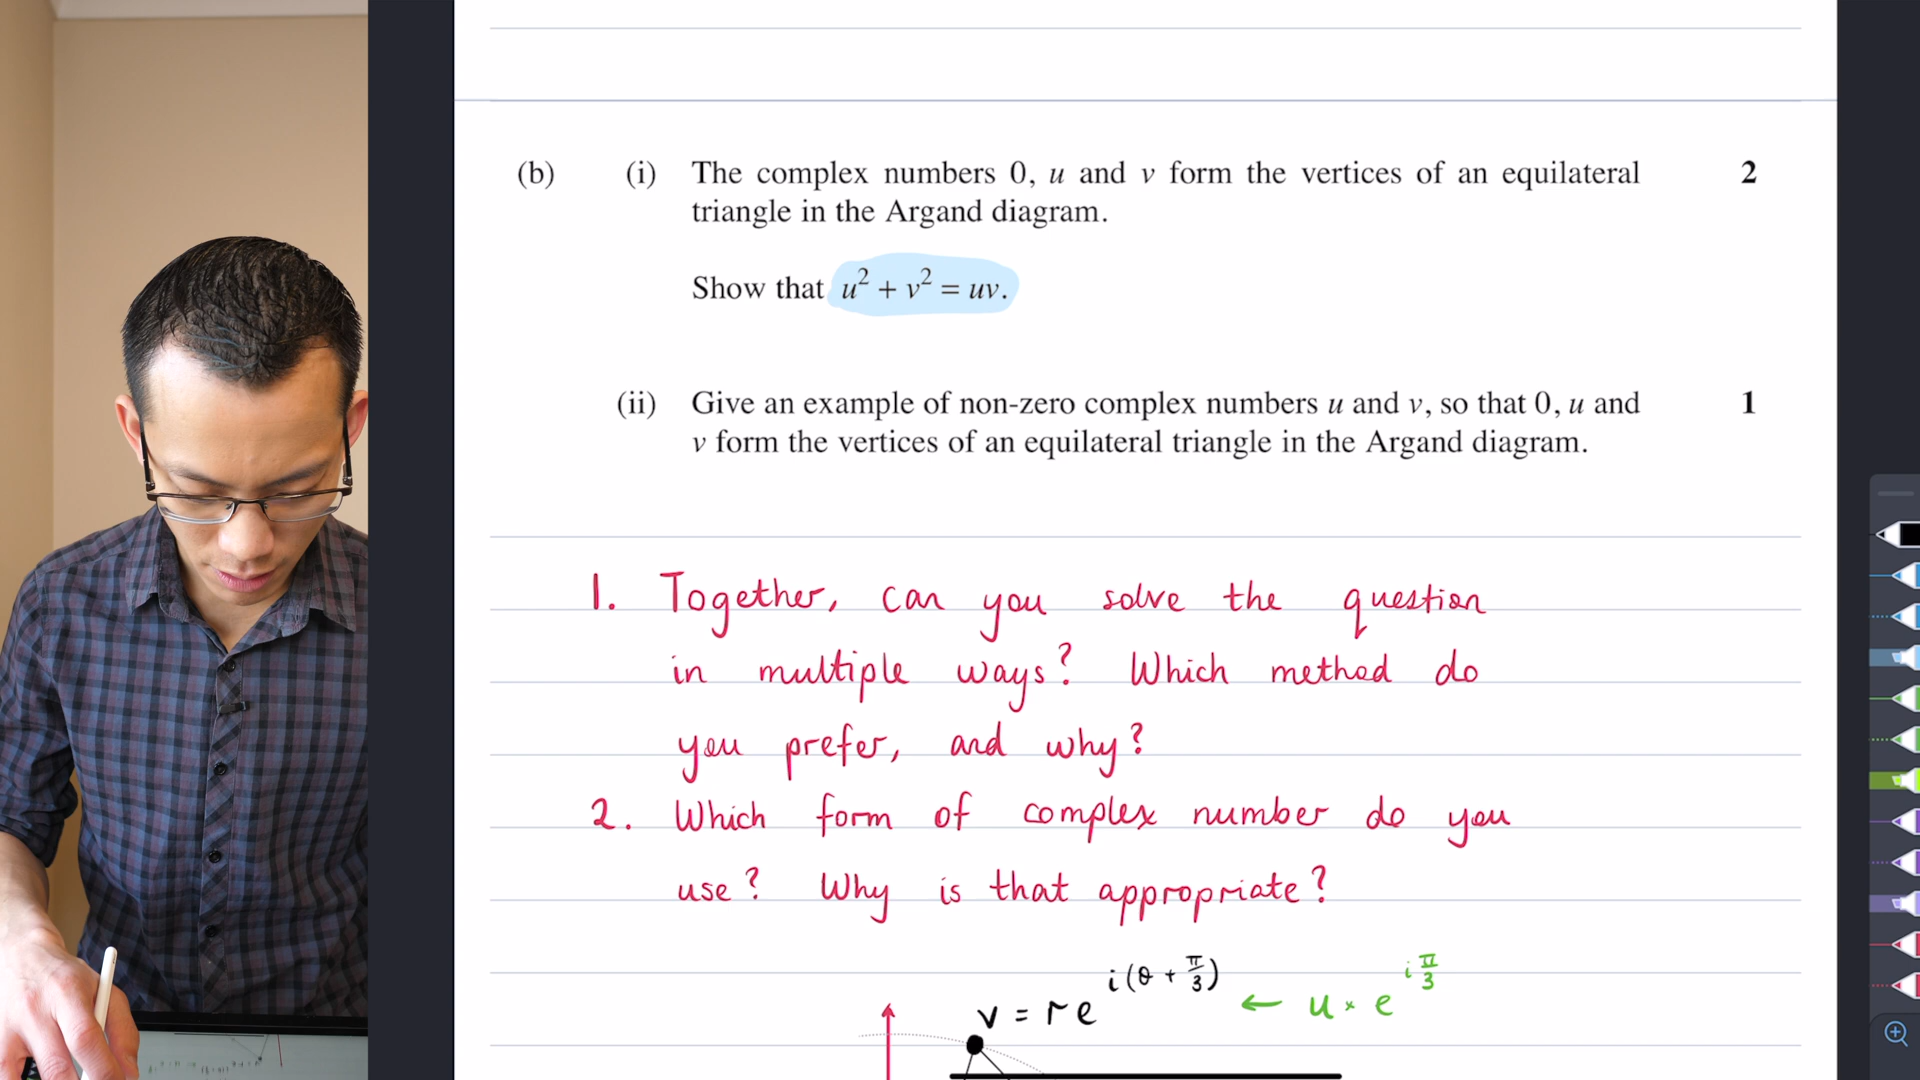 (b) (i) The complex numbers 0, u and v form the vertices of an equilateral 2
triangle in the Argand diagram.
Show that u² + v² = uv.
(ii) Give an example of non-zero complex numbers u and v, so that 0, u and 1
v form the vertices of an equilateral triangle in the Argand diagram.
1. Together, can you solve the question
in multiple ways? Which method do
you prefer, and why?
2. Which form of complex number do you
use? Why is that appropriate?
v = re^{i(θ + π/3)} ← u × e^{iπ/3}